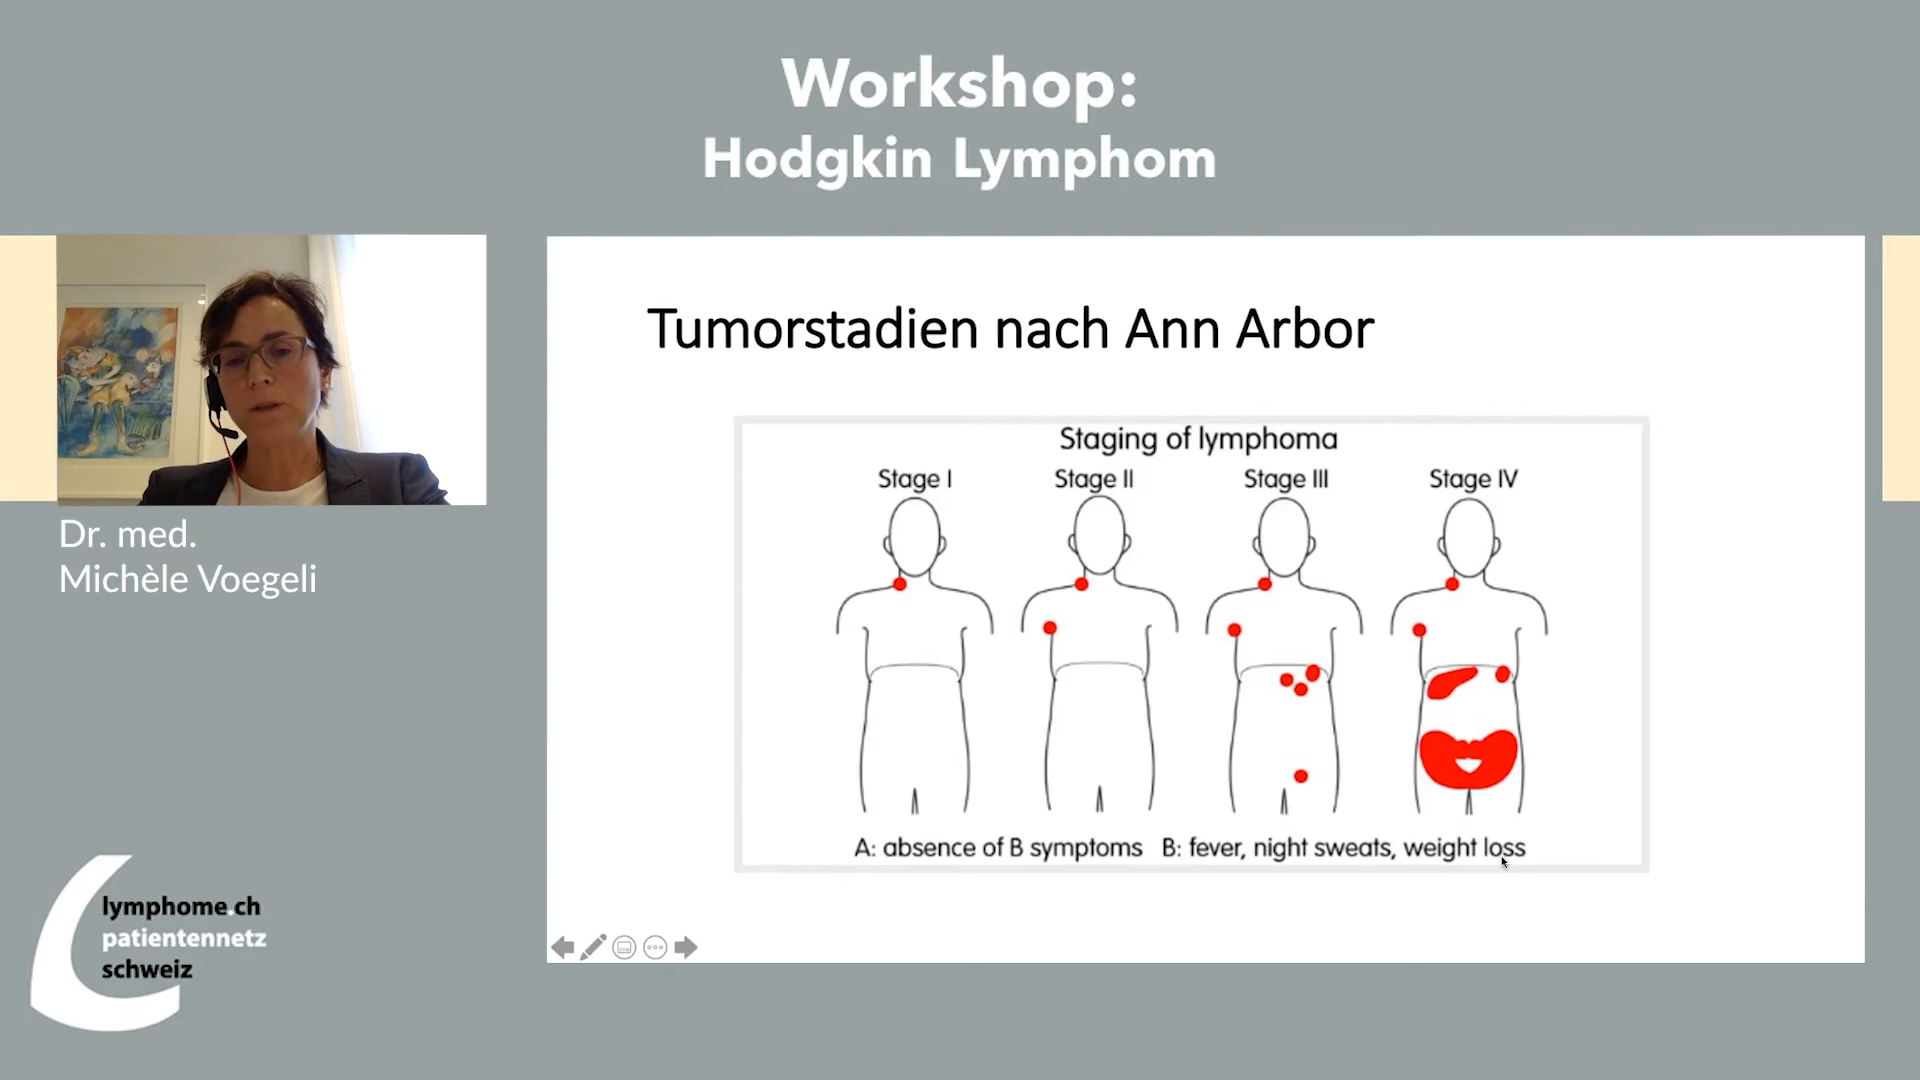 Workshop:
Hodgkin Lymphom
Dr. med.
Michèle Voegeli
Tumorstadien nach Ann Arbor
Staging of lymphoma
Stage I Stage II Stage III Stage IV
A: absence of B symptoms B: fever, night sweats, weight loss
lymphome.ch
patientennetz
schweiz